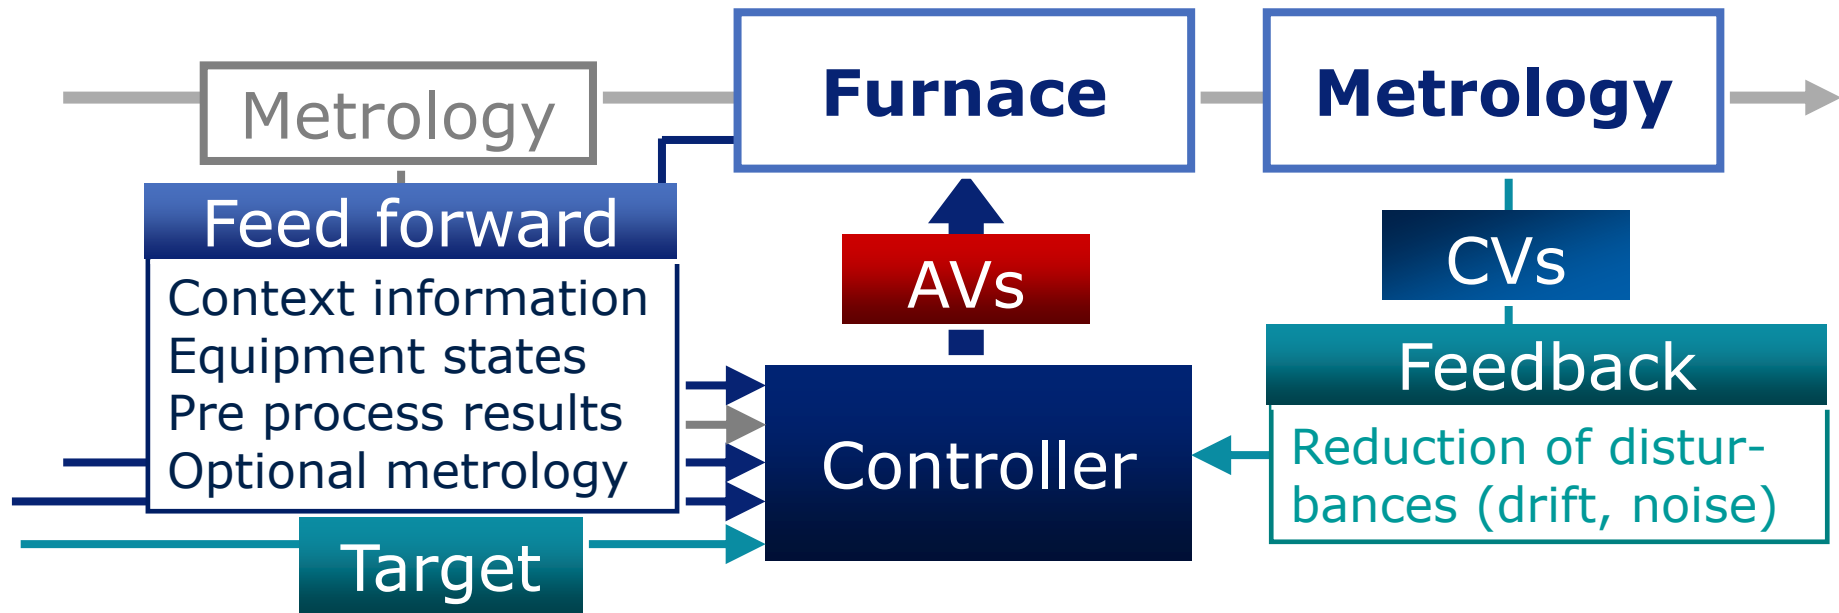 Metrology
Furnace
Metrology
Feed forward
Context information
Equipment states
Pre process results
Optional metrology
Target
AVs
Controller
CVs
Feedback
Reduction of distur-
bances (drift, noise)